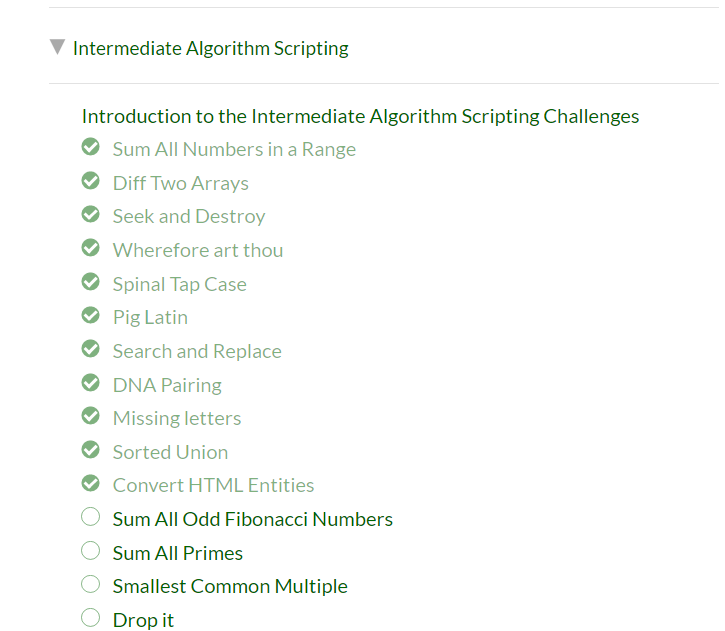 Intermediate Algorithm Scripting
Introduction to the Intermediate Algorithm Scripting Challenges
Sum All Numbers in a Range
Diff Two Arrays
Seek and Destroy
Wherefore art thou
Spinal Tap Case
Pig Latin
Search and Replace
DNA Pairing
Missing letters
Sorted Union
Convert HTML Entities
Sum All Odd Fibonacci Numbers
Sum All Primes
Smallest Common Multiple
Drop it